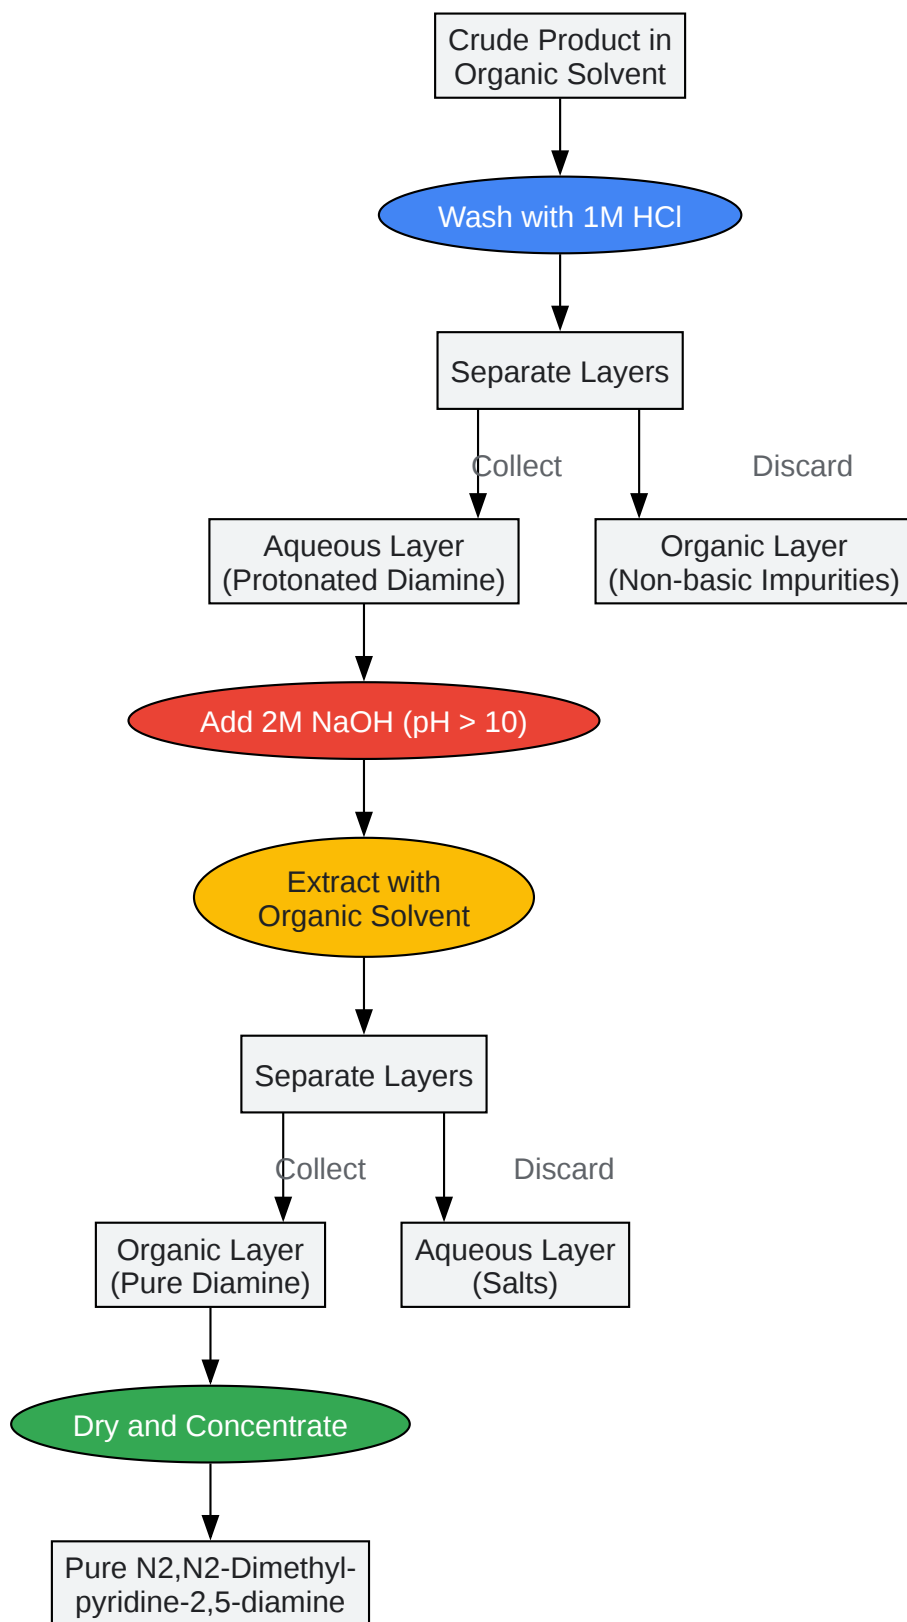 Crude Product in
Organic Solvent
Wash with 1M HCl
Separate Layers
Collect
Discard
Aqueous Layer
(Protonated Diamine)
Organic Layer
(Non-basic Impurities)
Add 2M NaOH (pH > 10)
Extract with
Organic Solvent
Separate Layers
Collect
Discard
Organic Layer
(Pure Diamine)
Aqueous Layer
(Salts)
Dry and Concentrate
Pure N2,N2-Dimethyl-
pyridine-2,5-diamine